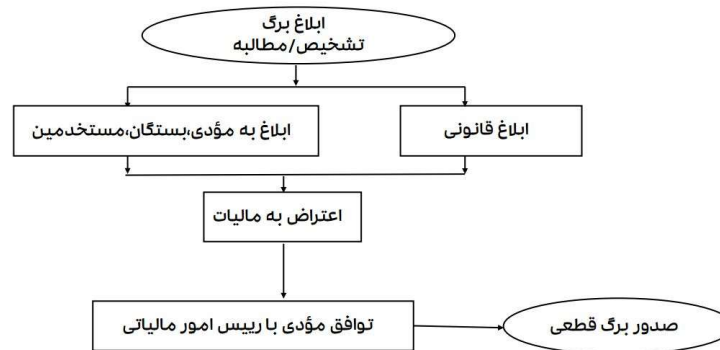 ابلاغ برگ
تشخیص/مطالبه
ابلاغ قانونی
ابلاغ به مؤدی،بستگان،مستخدمین
اعتراض به مالیات
توافق مؤدی با رییس امور مالیاتی
صدور برگ قطعی